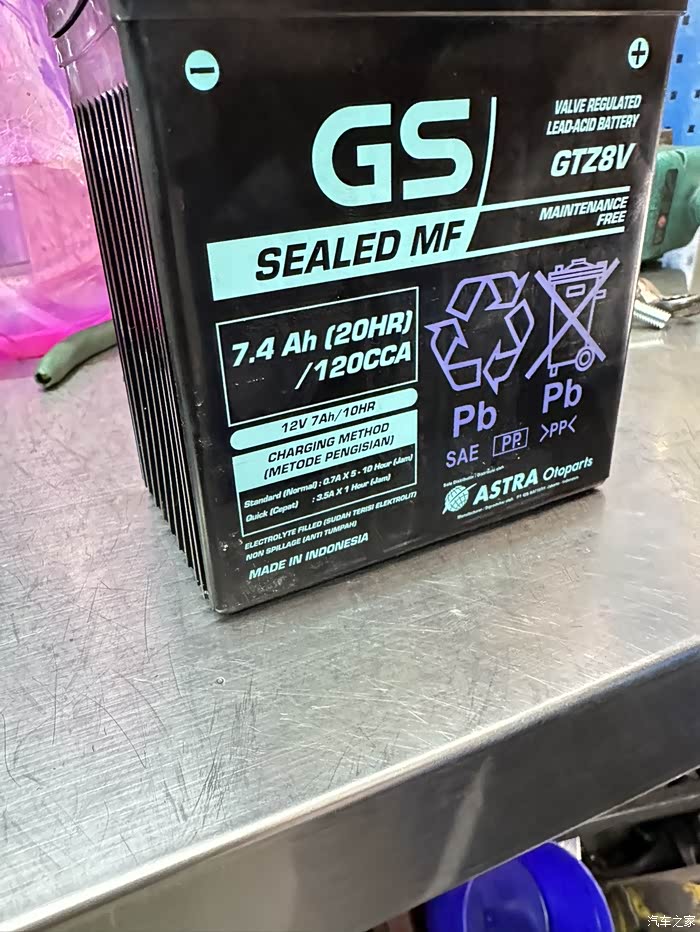 GS
VALVE REGULATED
LEAD-ACID BATTERY
GTZ8V
MAINTENANCE
FREE
SEALED MF
7.4 Ah (20HR)
/120CCA
12V 7Ah/10HR
CHARGING METHOD
(METODE PENGISIAN)
Standard (Normal) : 0.7A X 5 - 10 Hour (Jam)
Quick (Cepat) : 3.5A X 1 Hour (Jam)
ELECTROLYTE FILLED (SUDAH TERISI ELEKTROLIT)
NON SPILLAGE (ANTI TUMPAH)
MADE IN INDONESIA
Pb
Pb
SAE
PP
>PP<
ASTRA Otoparts
汽车之家